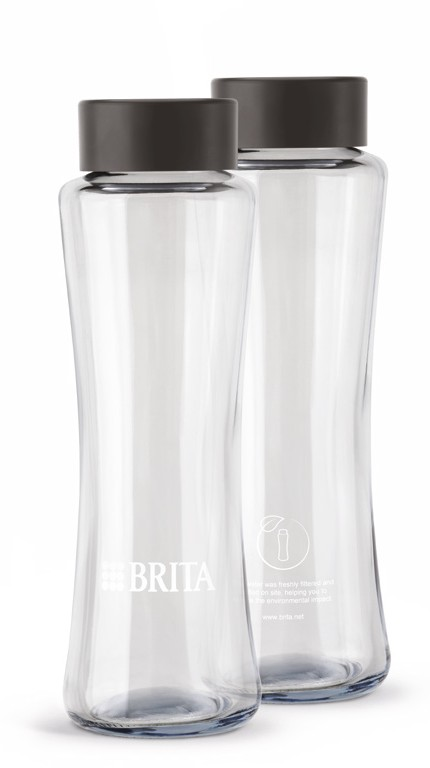 BRITA
was freshly filtered and
on site, helping you to
the environmental impact.
www.brita.net